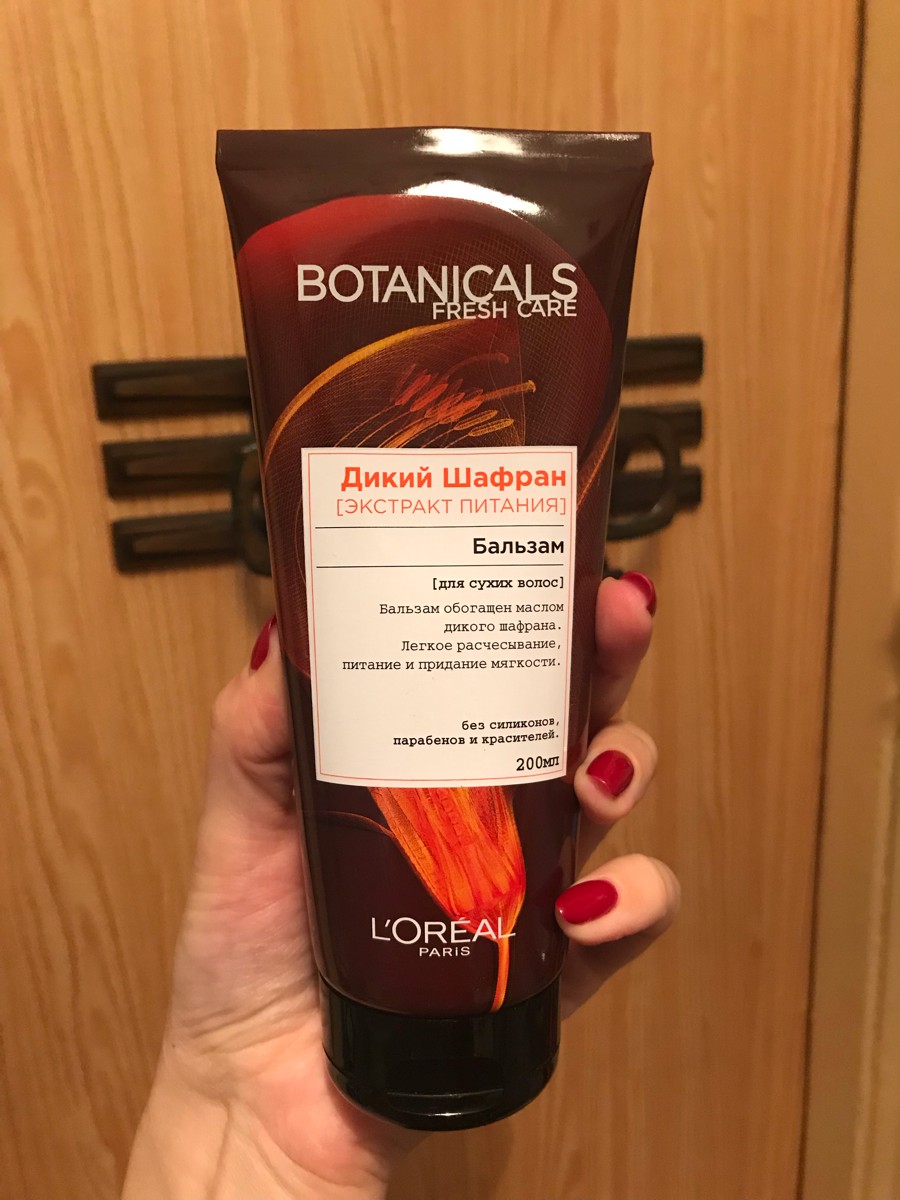 BOTANICALS
FRESH CARE
Дикий Шафран
[ЭКСТРАКТ ПИТАНИЯ]
Бальзам
[для сухих волос]
Бальзам обогащен маслом
дикого шафрана.
Легкое расчесывание,
питание и придание мягкости.
без силиконов,
парабенов и красителей.
200мл
L'ORÉAL
PARIS